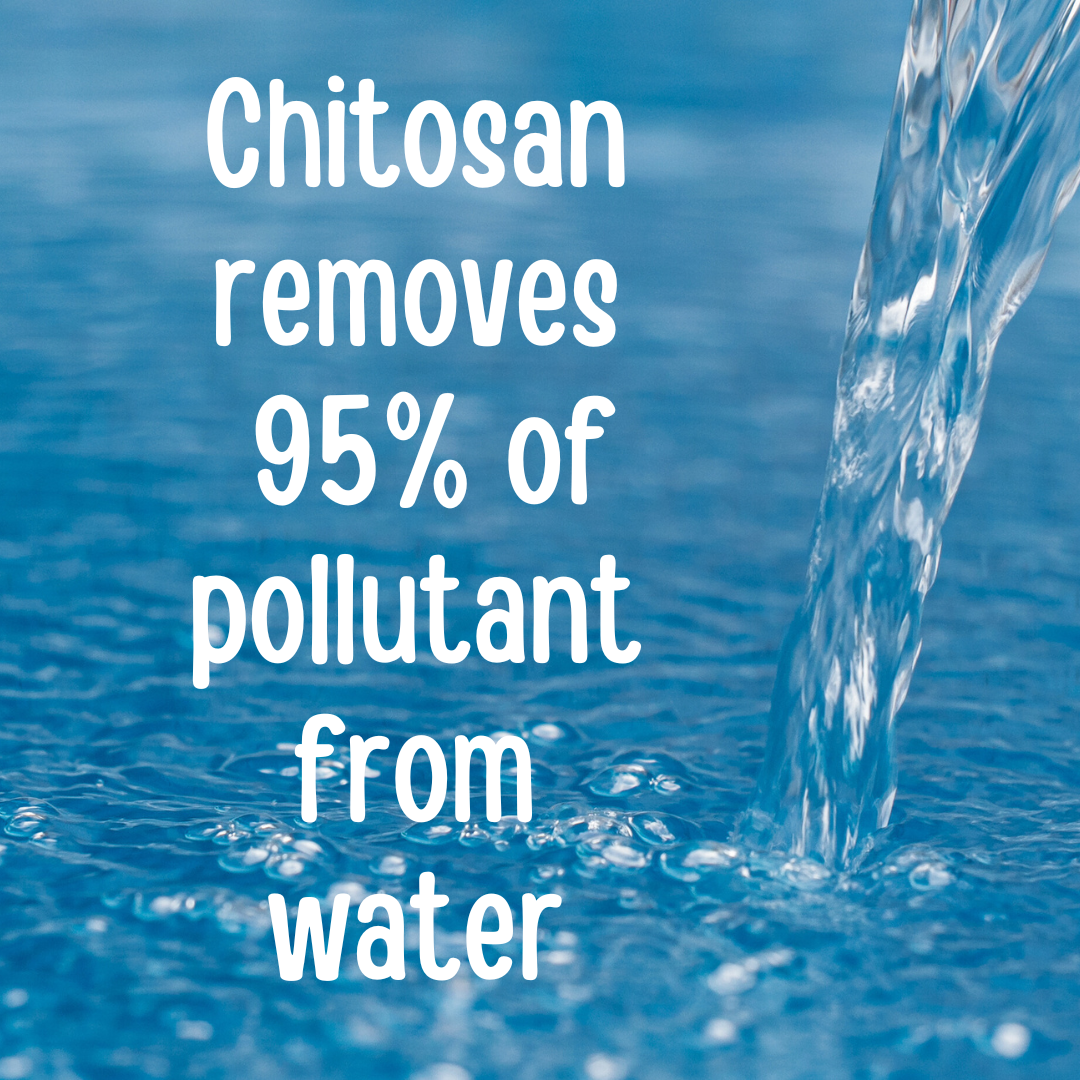 Chitosan
removes
95% of
pollutant
from
water